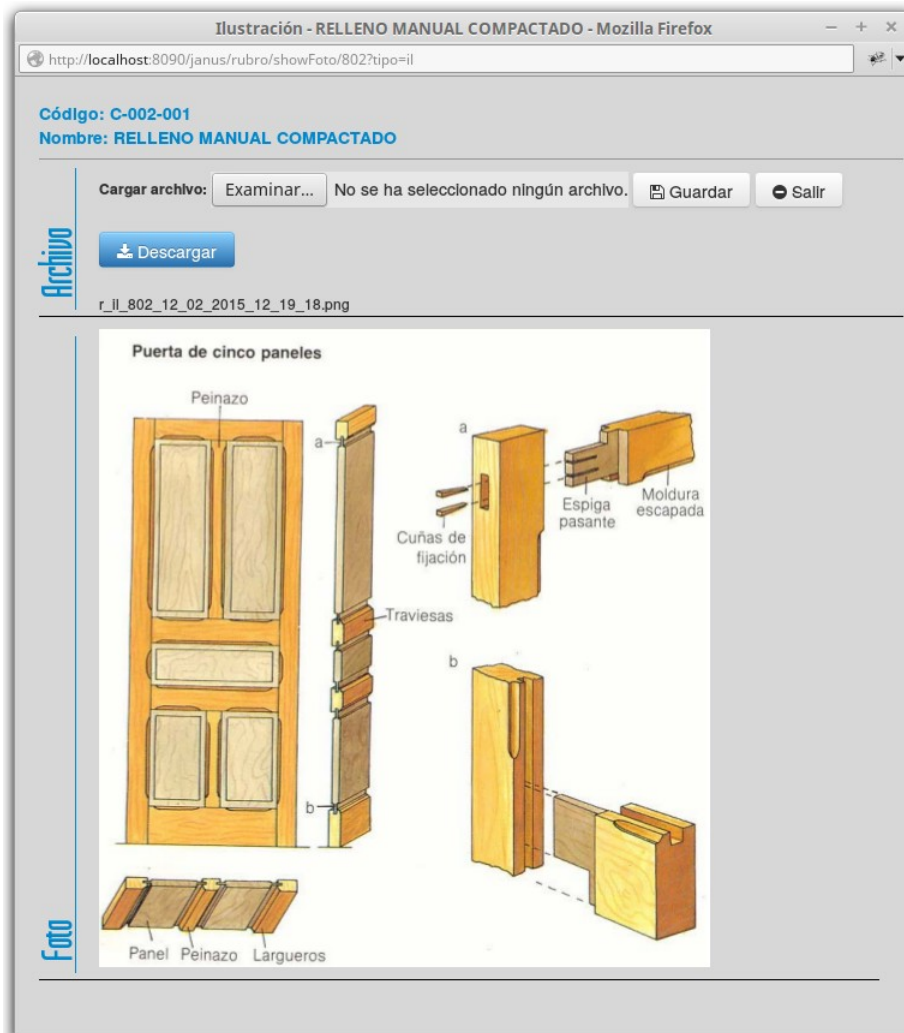 Ilustración - RELLENO MANUAL COMPACTADO - Mozilla Firefox
http://localhost:8090/janus/rubro/showFoto/802?tipo=il
Código: C-002-001
Nombre: RELLENO MANUAL COMPACTADO
Archivo
Cargar archivo: Examinar... No se ha seleccionado ningún archivo. Guardar Salir
Descargar
r_il_802_12_02_2015_12_19_18.png
Foto
Puerta de cinco paneles
Peinazo
a
a
Espiga
pasante
Moldura
escapada
Cuñas de
fijación
Traviesas
b
b
Panel Peinazo Largueros